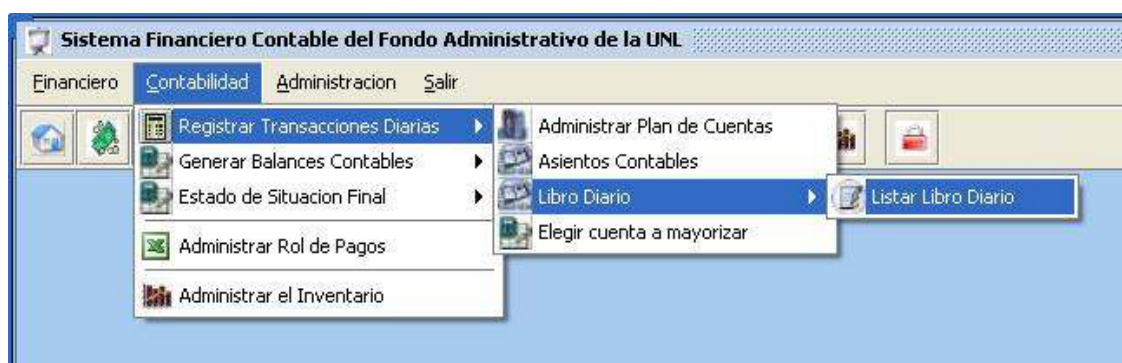 Sistema Financiero Contable del Fondo Administrativo de la UNL
Financiero Contabilidad Administracion Salir
Registrar Transacciones Diarias
Generar Balances Contables
Estado de Situacion Final
Administrar Rol de Pagos
Administrar el Inventario
Administrar Plan de Cuentas
Asientos Contables
Libro Diario
Elegir cuenta a mayorizar
Listar Libro Diario